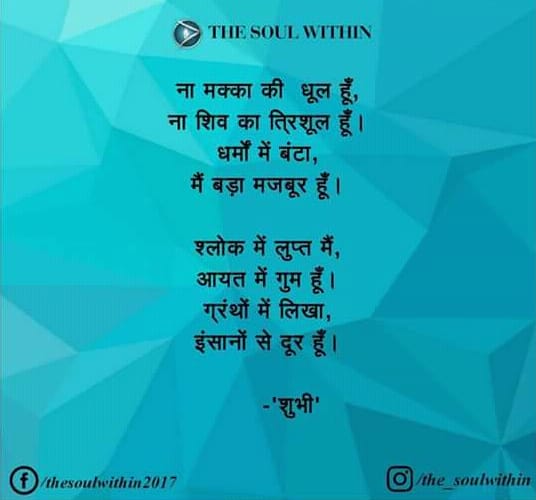 THE SOUL WITHIN
ना मक्का की धूल हूँ,
ना शिव का त्रिशूल हूँ।
धर्मों में बंटा,
मैं बड़ा मजबूर हूँ।
श्लोक में लुप्त मैं,
आयत में गुम हूँ।
ग्रंथों में लिखा,
इंसानों से दूर हूँ।
-'शुभी'
/thesoulwithin2017
/the_soulwithin